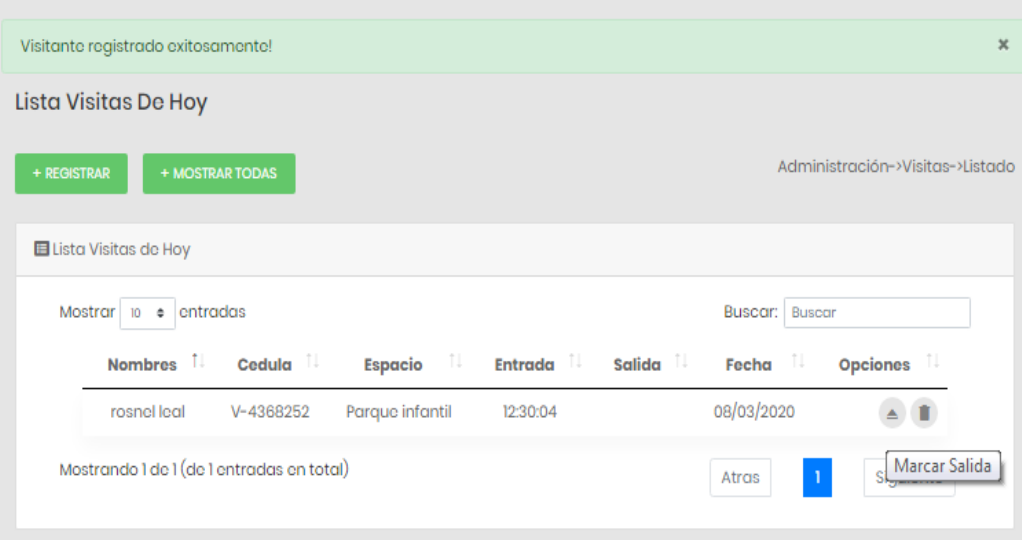 Visitante registrado exitosamente! ×
Lista Visitas De Hoy
+ REGISTRAR + MOSTRAR TODAS Administración->Visitas->Listado
Lista Visitas de Hoy
Mostrar 10 entradas Buscar: Buscar
Nombres Cedula Espacio Entrada Salida Fecha Opciones
rosnel leal V-4368252 Parque infantil 12:30:04 08/03/2020
Mostrando 1 de 1 (de 1 entradas en total) Atras 1
Marcar Salida